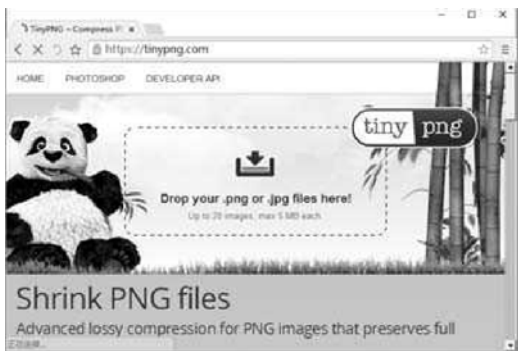 TinyPNG – Compress P
https://tinypng.com
HOME PHOTOSHOP DEVELOPER API
tiny png
Drop your .png or .jpg files here!
Up to 20 images, max 5 MB each.
Shrink PNG files
Advanced lossy compression for PNG images that preserves full